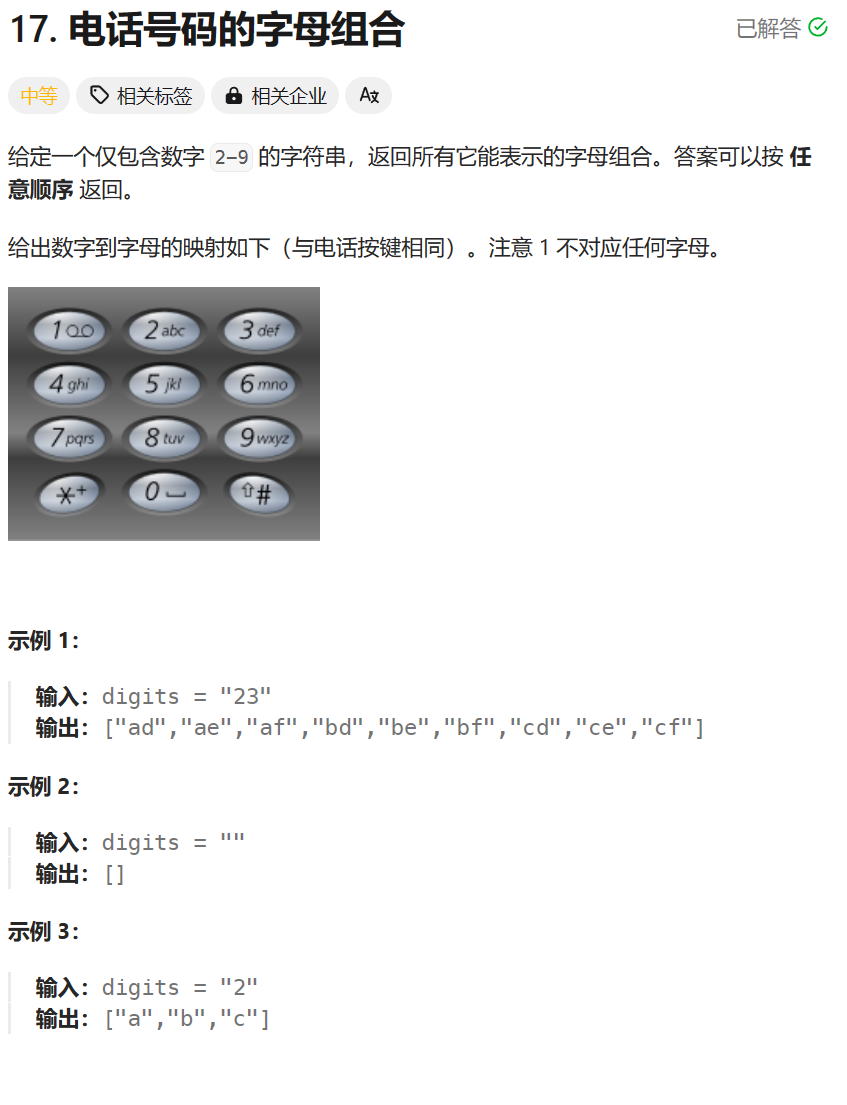 17. 电话号码的字母组合
已解答
中等 相关标签 相关企业
给定一个仅包含数字 2-9 的字符串，返回所有它能表示的字母组合。答案可以按 任
意顺序 返回。
给出数字到字母的映射如下（与电话按键相同）。注意 1 不对应任何字母。
1 2 abc 3 def
4 ghi 5 jkl 6 mno
7 pqrs 8 tuv 9 wxyz
*+ 0 #
示例 1：
输入：digits = "23"
输出：["ad","ae","af","bd","be","bf","cd","ce","cf"]
示例 2：
输入：digits = ""
输出：[]
示例 3：
输入：digits = "2"
输出：["a","b","c"]